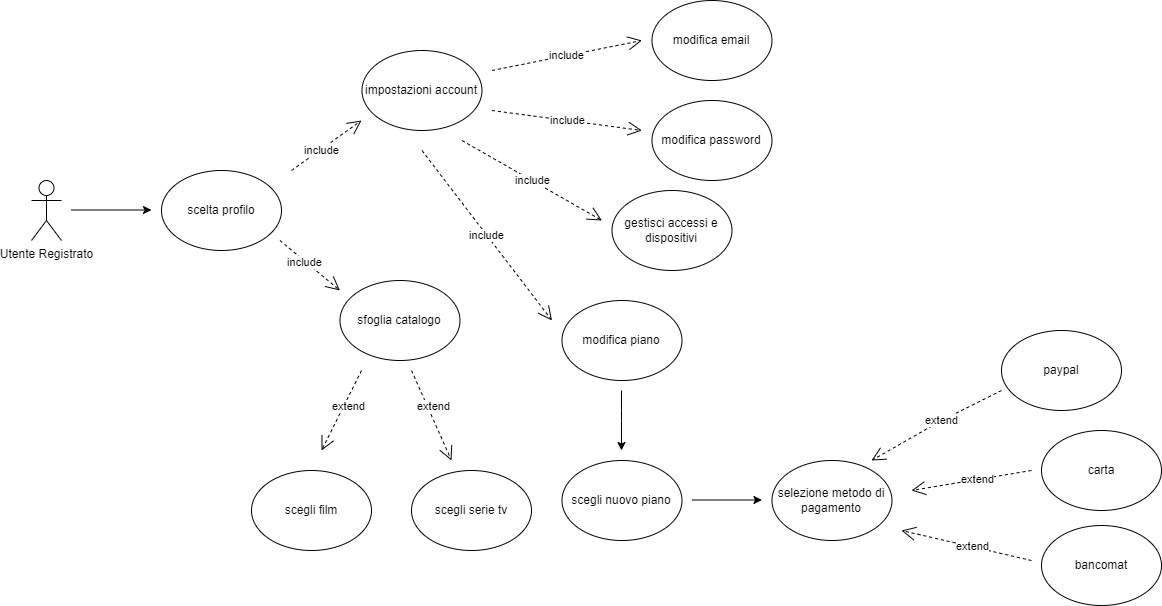 modifica email
include
impostazioni account
include
modifica password
include
include
scelta profilo
gestisci accessi e
dispositivi
include
Utente Registrato
include
sfoglia catalogo
modifica piano
paypal
extend
extend
extend
scegli film
scegli serie tv
scegli nuovo piano
selezione metodo di
pagamento
carta
extend
extend
bancomat